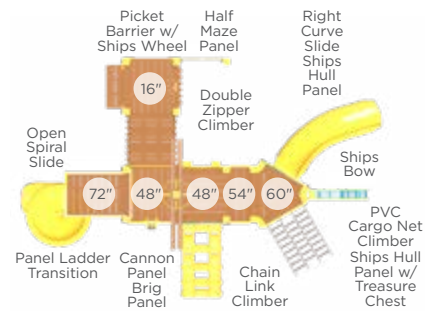 Picket
Barrier w/
Ships Wheel
Half
Maze
Panel
Right
Curve
Slide
Ships
Hull
Panel
16"
Double
Zipper
Climber
Open
Spiral
Slide
Ships
Bow
72"
48"
48"
54"
60"
Panel Ladder
Transition
Cannon
Panel
Brig
Panel
Chain
Link
Climber
PVC
Cargo Net
Climber
Ships Hull
Panel w/
Treasure
Chest